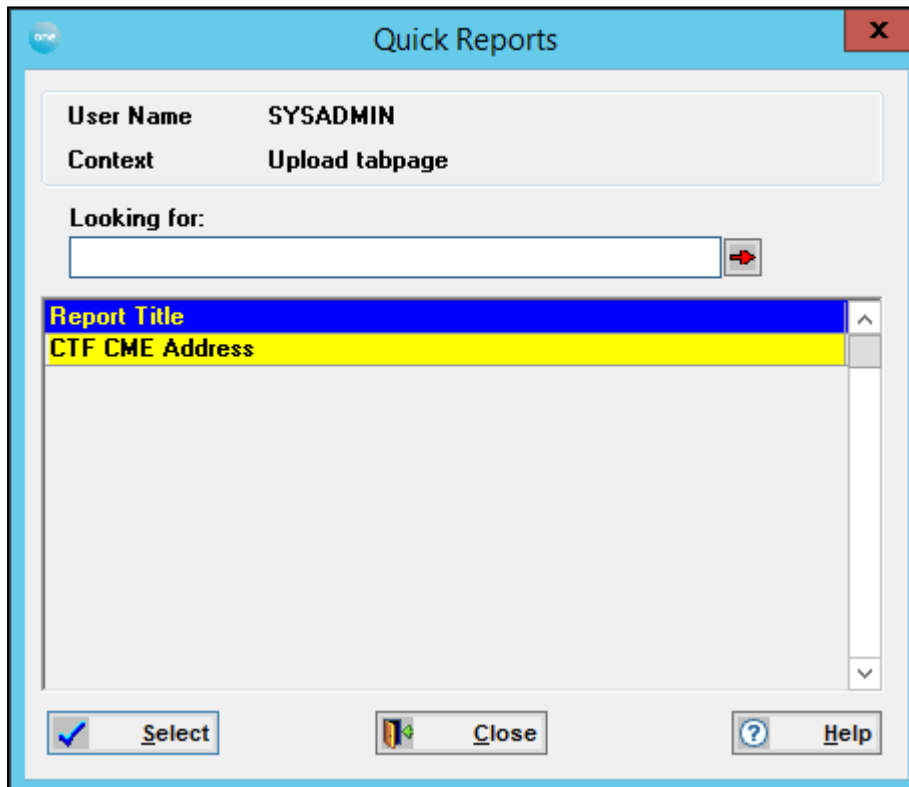 one
Quick Reports
x
User Name SYSADMIN
Context Upload tabpage
Looking for:
Report Title
CTF CME Address
Select Close ? Help